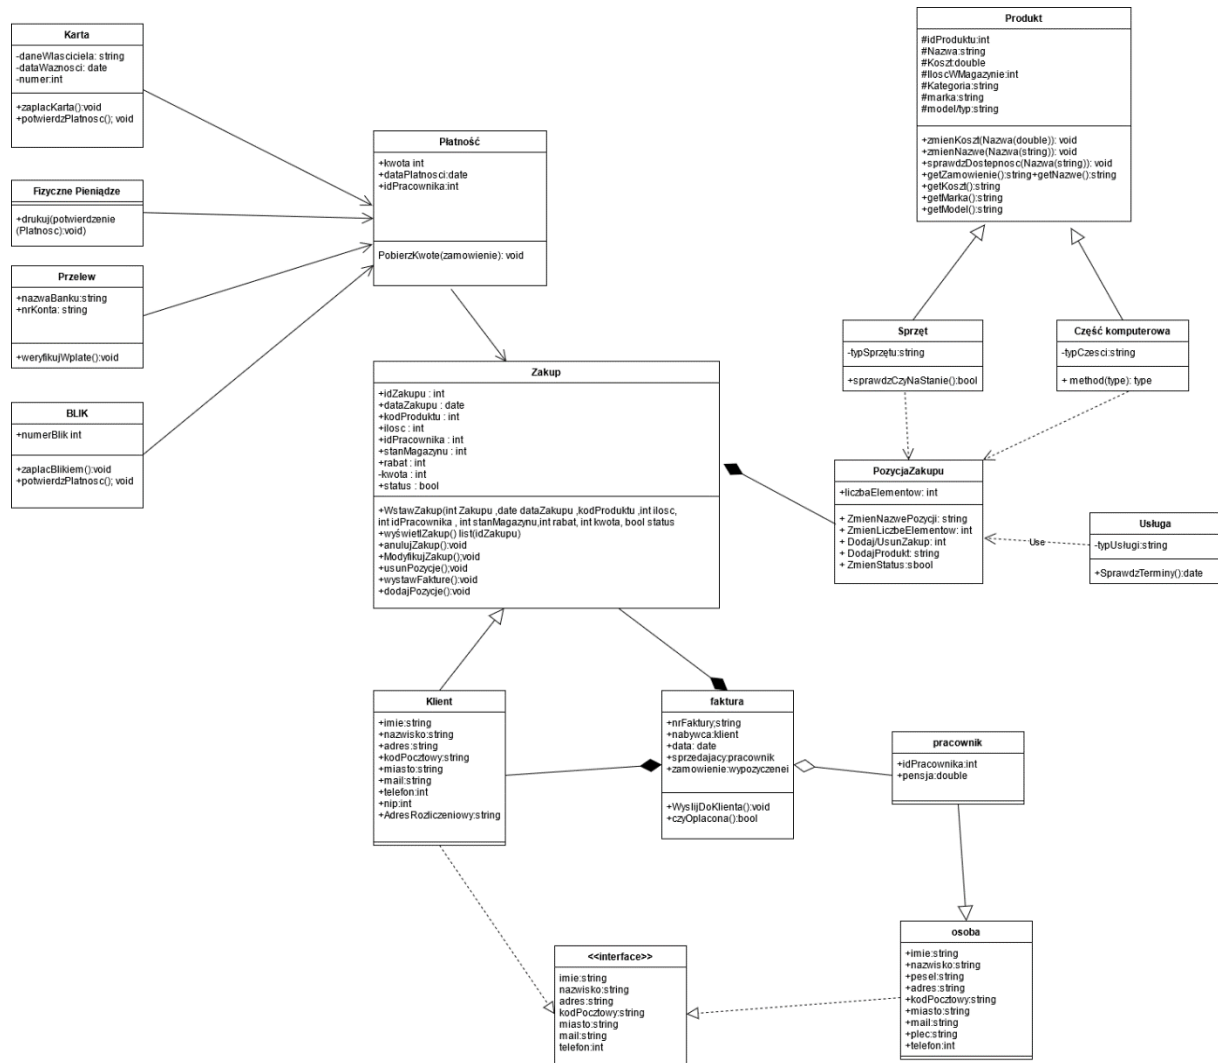 Karta
-daneWlasciciela: string
-dataWaznosci: date
-numer:int
+zaplacKarta():void
+potwierdzPlatnosc(); void
Fizyczne Pieniądze
+drukuj(potwierdzenie
(Platnosc):void)
Przelew
+nazwaBanku:string
+nrKonta: string
+weryfikujWplate():void
BLIK
+numerBlik int
+zaplacBlikiem():void
+potwierdzPlatnosc(); void
Płatność
+kwota int
+dataPlatnosci:date
+idPracownika:int
PobierzKwote(zamowienie): void
Zakup
+idZakupu : int
+dataZakupu : date
+kodProduktu : int
+ilosc : int
+idPracownika : int
+stanMagazynu : int
+rabat : int
-kwota : int
+status : bool
+WstawZakup(int Zakupu ,date dataZakupu ,kodProduktu ,int ilosc,
int idPracownika , int stanMagazynu,int rabat, int kwota, bool status
+wyświetlZakup() list(idZakupu)
+anulujZakup():void
+ModyfikujZakup();void
+usunPozycje();void
+wystawFakture():void
+dodajPozycje():void
Produkt
#idProduktu:int
#Nazwa:string
#Koszt:double
#IloscWMagazynie:int
#Kategoria:string
#marka:string
#model/typ:string
+zmienKoszt(Nazwa(double)): void
+zmienNazwe(Nazwa(string)): void
+sprawdzDostepnosc(Nazwa(string)): void
+getZamowienie():string+getNazwe():string
+getKoszt():string
+getMarka():string
+getModel():string
Sprzęt
-typSprzętu:string
+sprawdzCzyNaStanie():bool
Część komputerowa
-typCzesci:string
+ method(type): type
PozycjaZakupu
+liczbaElementow: int
+ ZmienNazwePozycji: string
+ ZmienLiczbeElementow: int
+ Dodaj/UsunZakup: int
+ DodajProdukt: string
+ ZmienStatus:sbool
Use
Usługa
-typUsługi:string
+SprawdzTerminy():date
Klient
+imie:string
+nazwisko:string
+adres:string
+kodPocztowy:string
+miasto:string
+mail:string
+telefon:int
+nip:int
+AdresRozliczeniowy:string
faktura
+nrFaktury;string
+nabywca:klient
+data: date
+sprzedajacy:pracownik
+zamowienie:wypozyczenei
+WyslijDoKlienta():void
+czyOplacona():bool
pracownik
+idPracownika:int
+pensja:double
<<interface>>
imie:string
nazwisko:string
adres:string
kodPocztowy:string
miasto:string
mail:string
telefon:int
osoba
+imie:string
+nazwisko:string
+pesel:string
+adres:string
+kodPocztowy:string
+miasto:string
+mail:string
+plec:string
+telefon:int